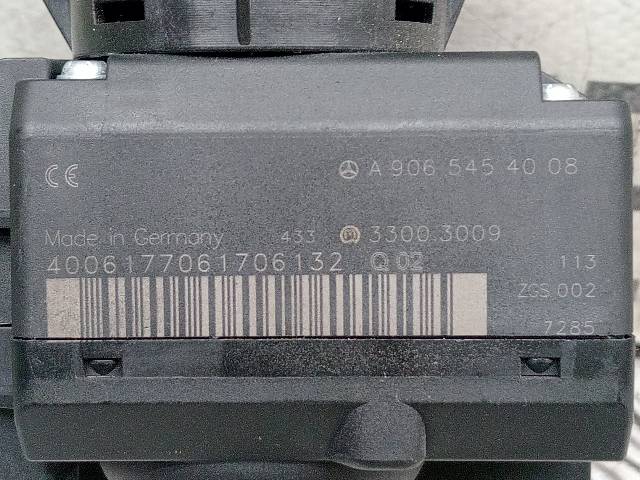 CE A 906 545 40 08
Made in Germany 433 3300.3009
4006177061706132 Q 02 113
ZGS 002
7285